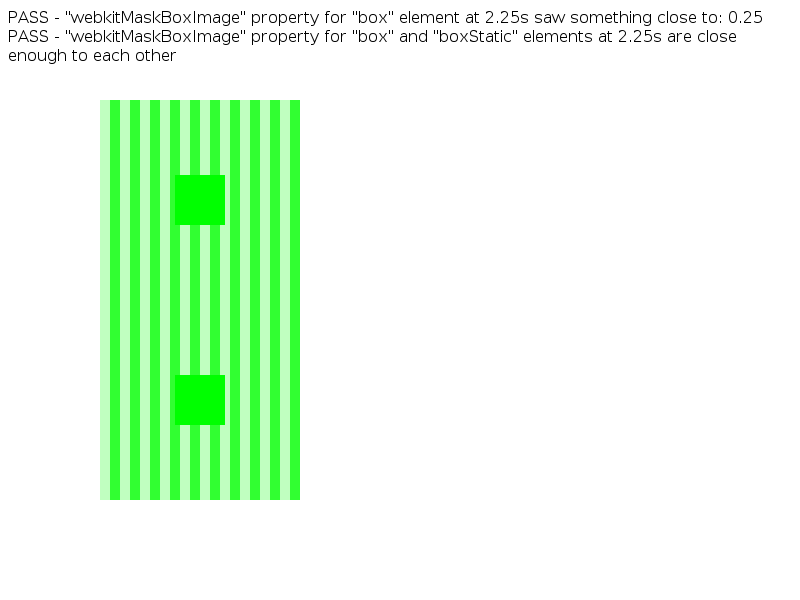 PASS - "webkitMaskBoxImage" property for "box" element at 2.25s saw something close to: 0.25
PASS - "webkitMaskBoxImage" property for "box" and "boxStatic" elements at 2.25s are close
enough to each other